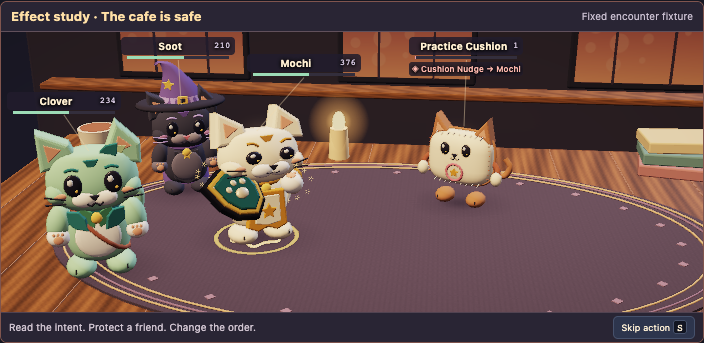 Effect study · The cafe is safe
Fixed encounter fixture
Soot 210
Practice Cushion 1
Mochi 376
Cushion Nudge → Mochi
Clover 234
Read the intent. Protect a friend. Change the order.
Skip action S